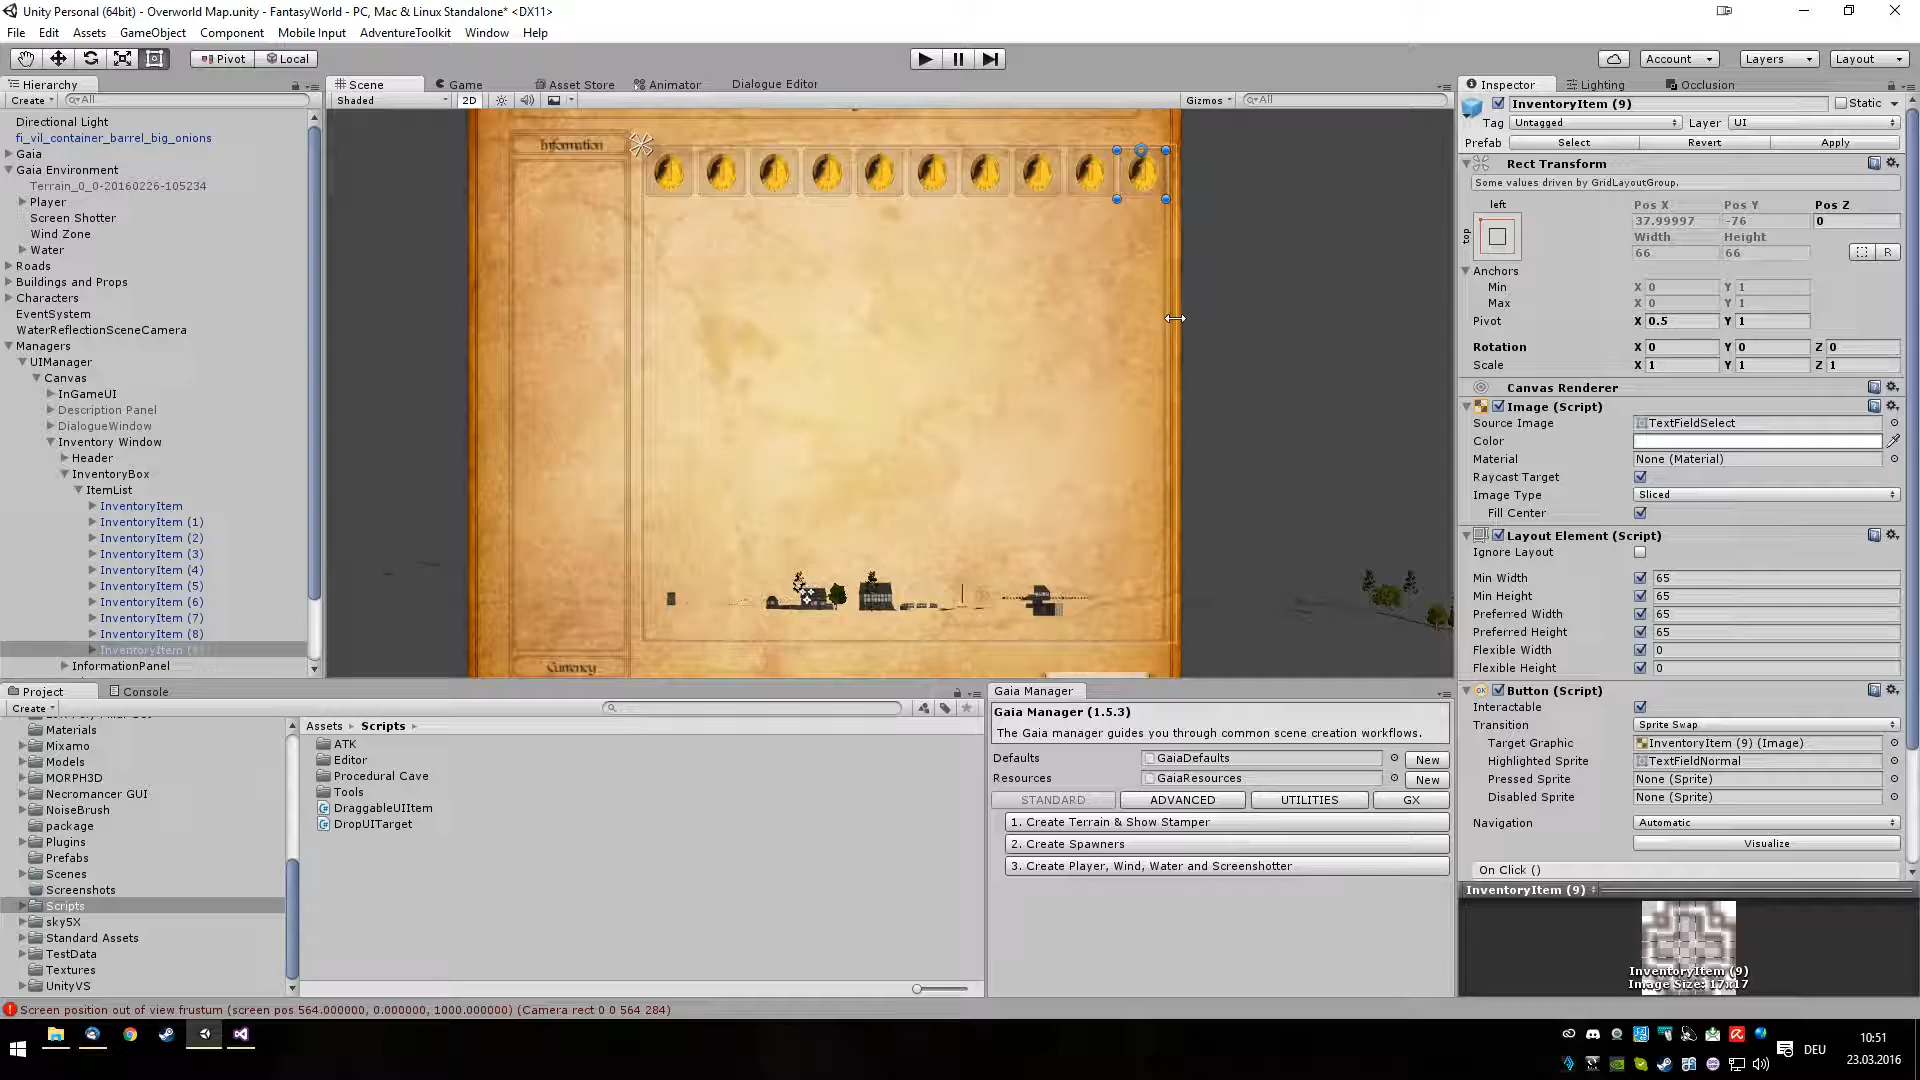 Unity Personal (64bit) - Overworld Map.unity - FantasyWorld - PC, Mac & Linux Standalone* <DX11>
File Edit Assets GameObject Component Mobile Input AdventureToolkit Window Help
Pivot Local Account Layers Layout
Hierarchy
Create All
Directional Light
fi_vil_container_barrel_big_onions
Gaia
Gaia Environment
Terrain_0_0-20160226-105234
Player
Screen Shotter
Wind Zone
Water
Roads
Buildings and Props
Characters
EventSystem
WaterReflectionSceneCamera
Managers
UIManager
Canvas
InGameUI
Description Panel
DialogueWindow
Inventory Window
Header
InventoryBox
ItemList
InventoryItem
InventoryItem (1)
InventoryItem (2)
InventoryItem (3)
InventoryItem (4)
InventoryItem (5)
InventoryItem (6)
InventoryItem (7)
InventoryItem (8)
InventoryItem (9)
InformationPanel
Scene Game Asset Store Animator Dialogue Editor
Shaded 2D Gizmos All
Information
Currency
Inspector Lighting Occlusion
InventoryItem (9) Static
Tag Untagged Layer UI
Prefab Select Revert Apply
Rect Transform
Some values driven by GridLayoutGroup.
left Pos X Pos Y Pos Z
top 37.99997 -76 0
Width Height
66 66 R
Anchors
Min X 0 Y 1
Max X 0 Y 1
Pivot X 0.5 Y 1
Rotation X 0 Y 0 Z 0
Scale X 1 Y 1 Z 1
Canvas Renderer
Image (Script)
Source Image TextFieldSelect
Color
Material None (Material)
Raycast Target
Image Type Sliced
Fill Center
Layout Element (Script)
Ignore Layout
Min Width 65
Min Height 65
Preferred Width 65
Preferred Height 65
Flexible Width 0
Flexible Height 0
Button (Script)
Interactable
Transition Sprite Swap
Target Graphic InventoryItem (9) (Image)
Highlighted Sprite TextFieldNormal
Pressed Sprite None (Sprite)
Disabled Sprite None (Sprite)
Navigation Automatic
Visualize
On Click ()
InventoryItem (9)
InventoryItem (9)
Image Size: 17x17
Project Console
Create
Materials
Mixamo
Models
MORPH3D
Necromancer GUI
NoiseBrush
package
Plugins
Prefabs
Scenes
Screenshots
Scripts
sky5X
Standard Assets
TestData
Textures
UnityVS
Assets Scripts
ATK
Editor
Procedural Cave
Tools
DraggableUIItem
DropUITarget
Gaia Manager
Gaia Manager (1.5.3)
The Gaia manager guides you through common scene creation workflows.
Defaults GaiaDefaults New
Resources GaiaResources New
STANDARD ADVANCED UTILITIES GX
1. Create Terrain & Show Stamper
2. Create Spawners
3. Create Player, Wind, Water and Screenshotter
Screen position out of view frustum (screen pos 564.000000, 0.000000, 1000.000000) (Camera rect 0 0 564 284)
DEU
10:51
23.03.2016